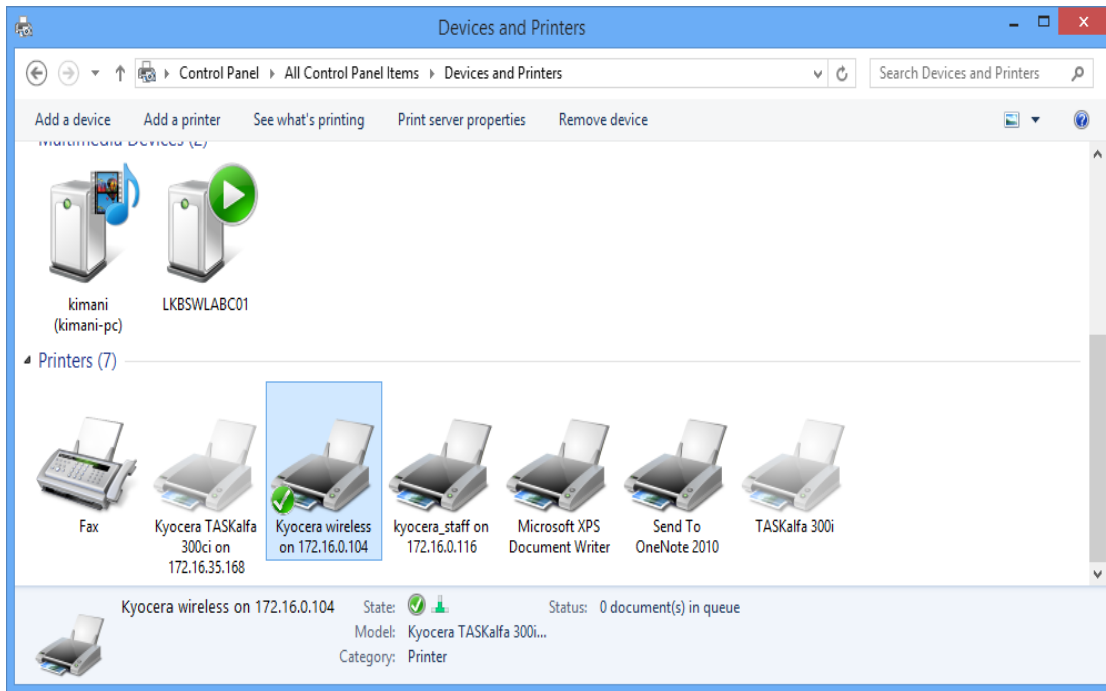 Devices and Printers
Control Panel
All Control Panel Items
Devices and Printers
Search Devices and Printers
Add a device
Add a printer
See what's printing
Print server properties
Remove device
Multimedia Devices (2)
kimani
(kimani-pc)
LKBSWLABC01
Printers (7)
Fax
Kyocera TASKalfa
300ci on
172.16.35.168
Kyocera wireless
on 172.16.0.104
kyocera_staff on
172.16.0.116
Microsoft XPS
Document Writer
Send To
OneNote 2010
TASKalfa 300i
Kyocera wireless on 172.16.0.104
State:
Status: 0 document(s) in queue
Model: Kyocera TASKalfa 300i...
Category: Printer